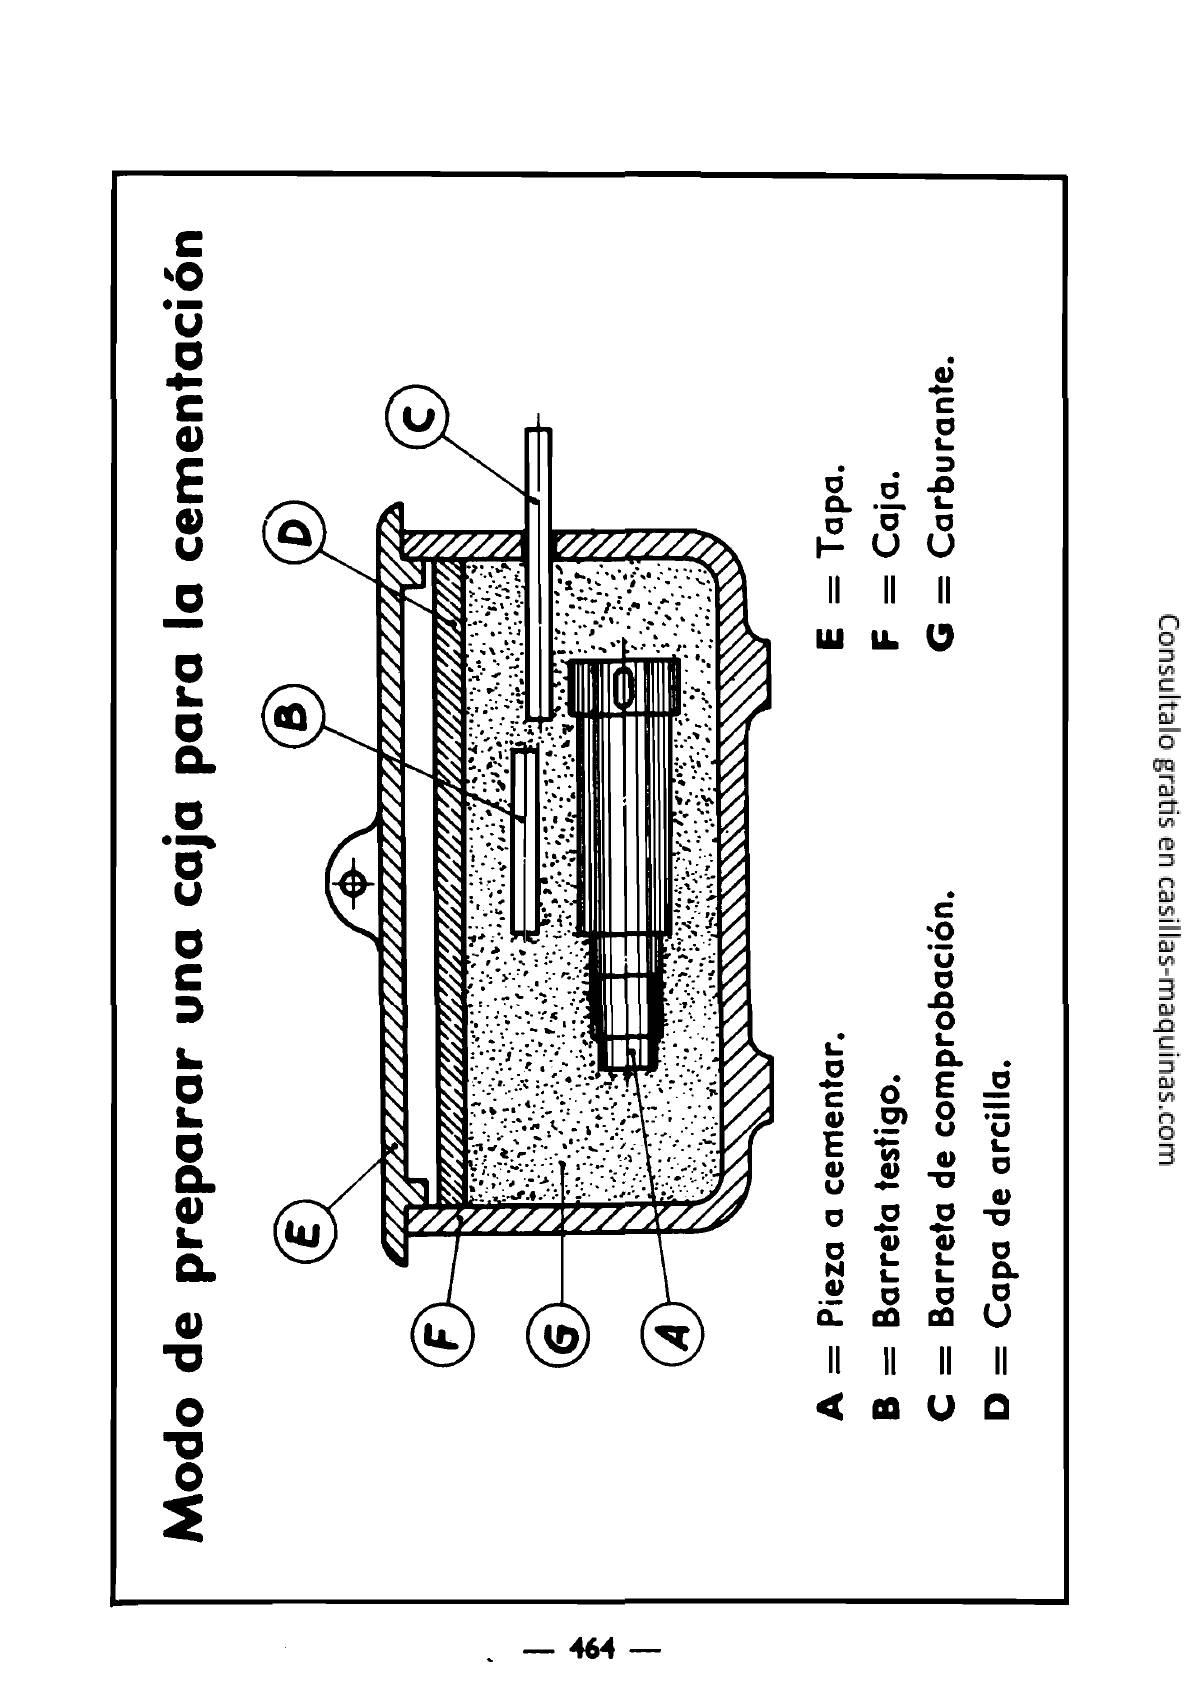 Modo de preparar una caja para la cementación
E
F
G
A
B
D
C
A = Pieza a cementar.
B = Barreta testigo.
C = Barreta de comprobación.
D = Capa de arcilla.
E = Tapa.
F = Caja.
G = Carburante.
— 464 —
Consultalo gratis en casillas-maquinas.com